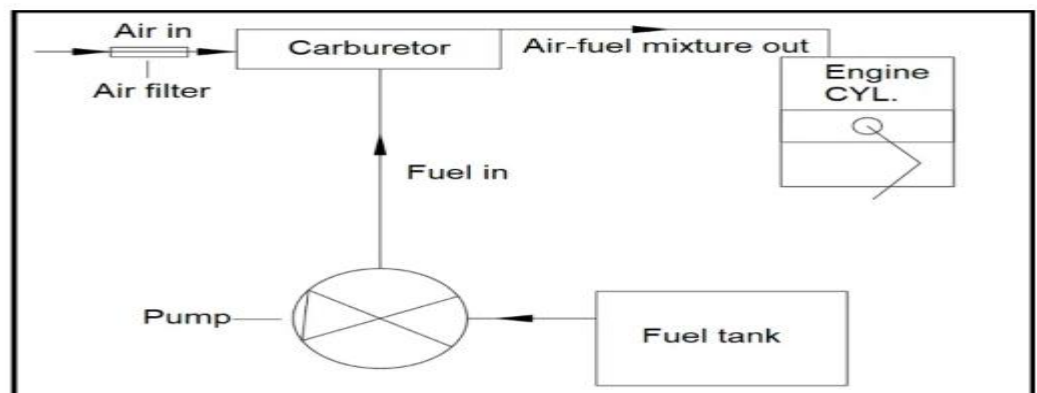 Air in
Air filter
Carburetor
Air-fuel mixture out
Engine
CYL.
Fuel in
Pump
Fuel tank